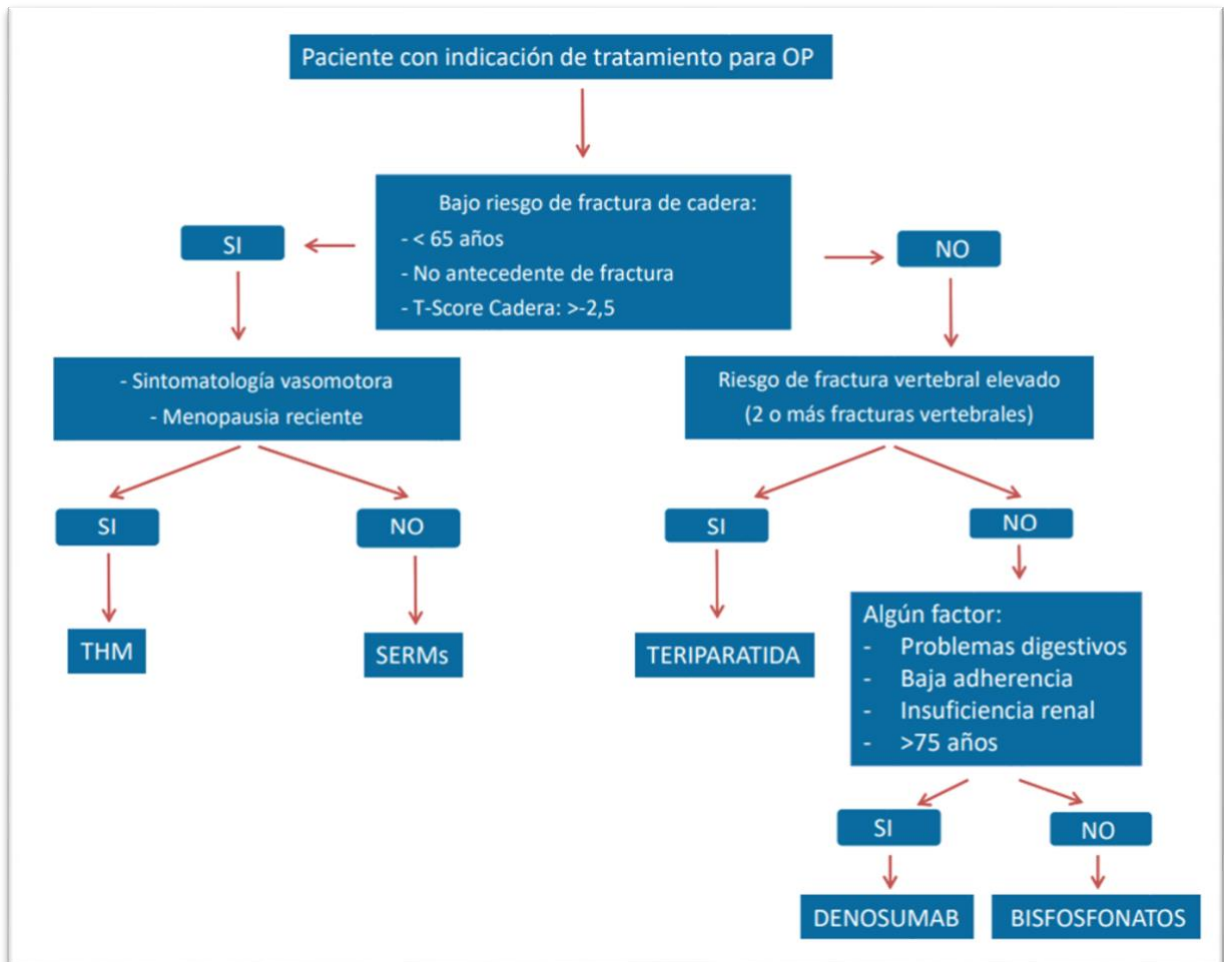 Paciente con indicación de tratamiento para OP
Bajo riesgo de fractura de cadera:
- < 65 años
- No antecedente de fractura
- T-Score Cadera: >-2,5
SI
NO
- Sintomatología vasomotora
- Menopausia reciente
Riesgo de fractura vertebral elevado
(2 o más fracturas vertebrales)
SI
NO
SI
NO
THM
SERMs
TERIPARATIDA
Algún factor:
- Problemas digestivos
- Baja adherencia
- Insuficiencia renal
- >75 años
SI
NO
DENOSUMAB
BISFOSFONATOS